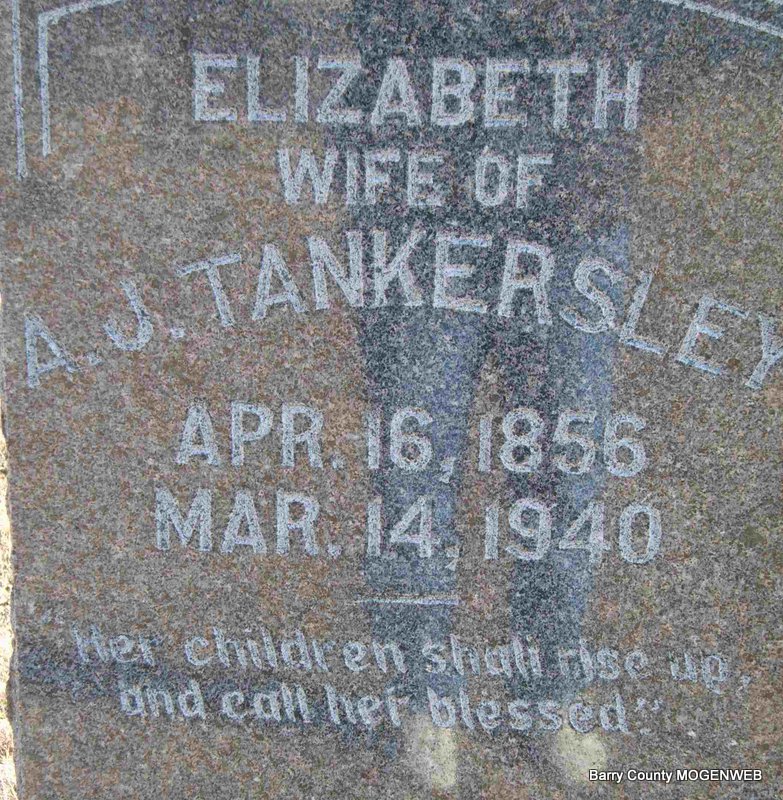 ELIZABETH
WIFE OF
A.J. TANKERSLEY
APR. 16, 1856
MAR. 14, 1940
"Her children shall rise up,
and call her blessed."
Barry County MOGENWEB